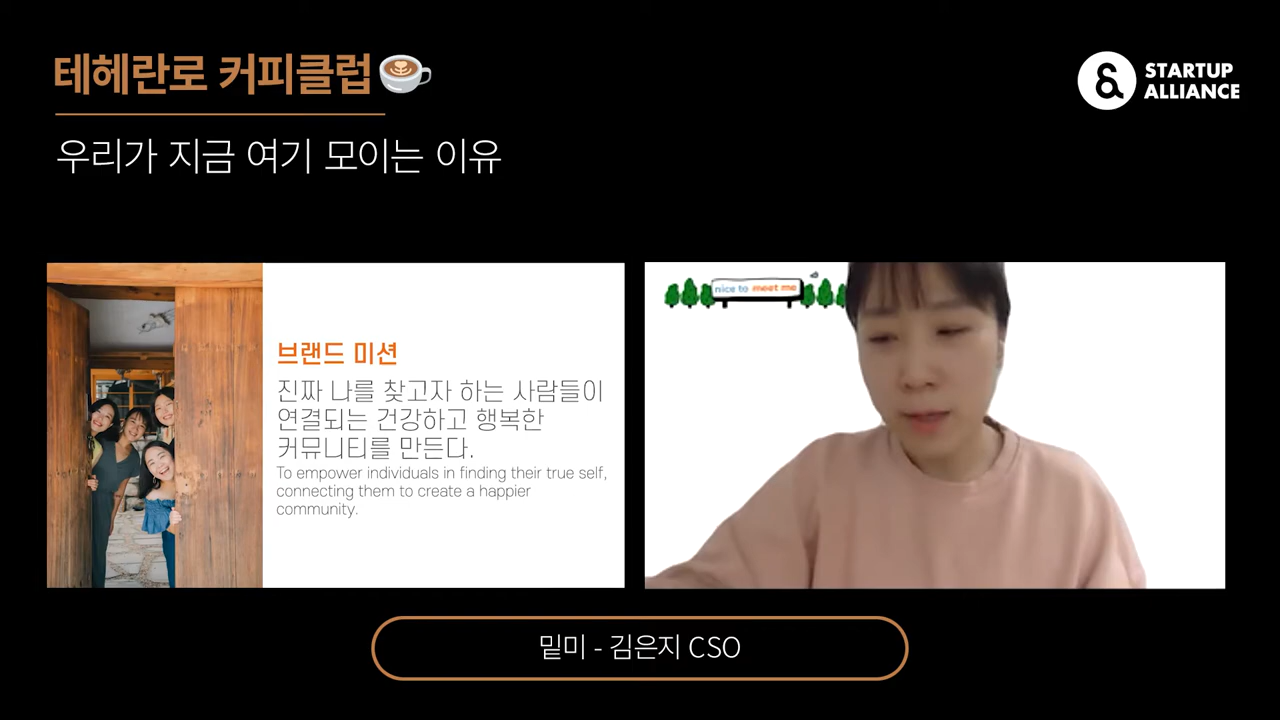 테헤란로 커피클럽
STARTUP
ALLIANCE
우리가 지금 여기 모이는 이유
브랜드 미션
진짜 나를 찾고자 하는 사람들이
연결되는 건강하고 행복한
커뮤니티를 만든다.
To empower individuals in finding their true self,
connecting them to create a happier
community.
nice to meet me
밑미 - 김은지 CSO